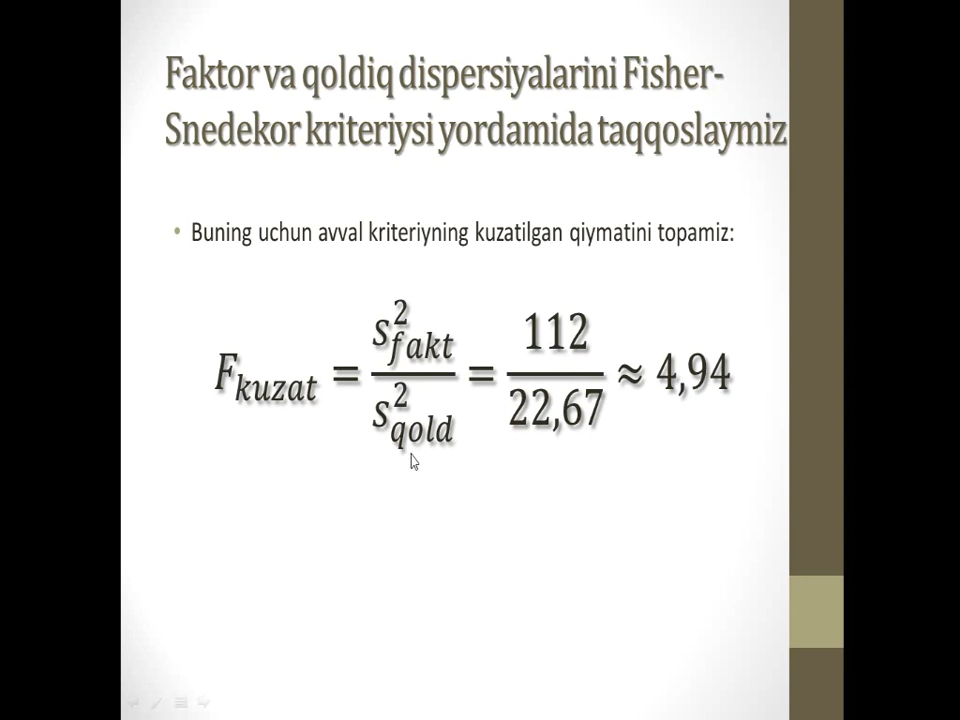 Faktor va qoldiq dispersiyalarini Fisher-
Snedekor kriteriysi yordamida taqqoslaymiz
• Buning uchun avval kriteriyning kuzatilgan qiymatini topamiz:
F_kuzat = s²_fakt / s²_qold = 112 / 22,67 ≈ 4,94